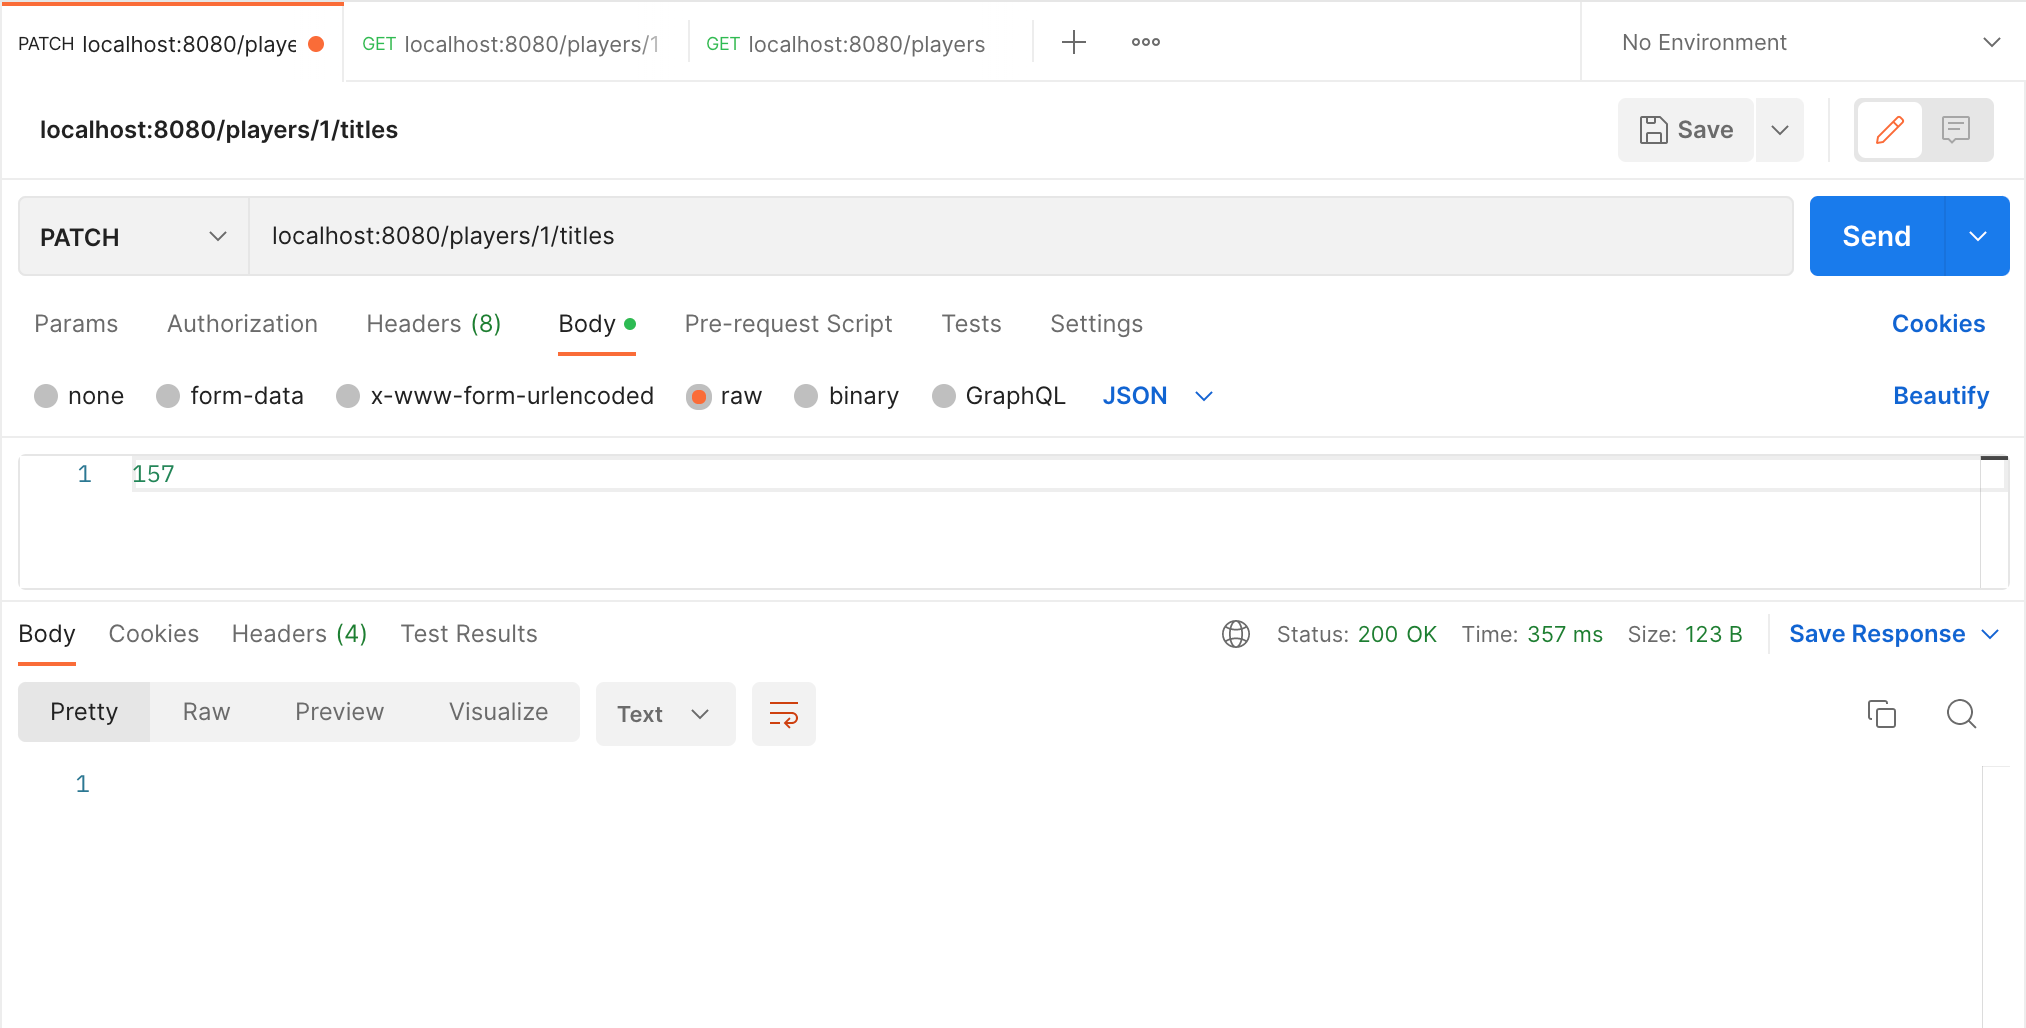 PATCH localhost:8080/playe GET localhost:8080/players/1 GET localhost:8080/players No Environment
localhost:8080/players/1/titles Save
PATCH localhost:8080/players/1/titles Send
Params Authorization Headers (8) Body Pre-request Script Tests Settings Cookies
none form-data x-www-form-urlencoded raw binary GraphQL JSON Beautify
1 157
Body Cookies Headers (4) Test Results Status: 200 OK Time: 357 ms Size: 123 B Save Response
Pretty Raw Preview Visualize Text
1